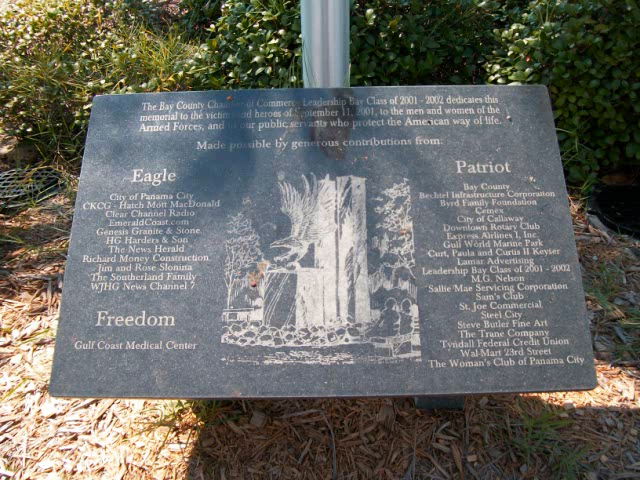 The Bay County Chamber of Commerce Leadership Bay Class of 2001 - 2002 dedicates this
memorial to the victims and heroes of September 11, 2001, to the men and women of the
Armed Forces, and to our public servants who protect the American way of life.
Made possible by generous contributions from:
Eagle
City of Panama City
CKCG - Hatch Mott MacDonald
Clear Channel Radio
EmeraldCoast.com
Genesis Granite & Stone
HG Harders & Son
The News Herald
Richard Money Construction
Jim and Rose Slonina
The Southerland Family
WJHG News Channel 7
Freedom
Gulf Coast Medical Center
Patriot
Bay County
Bechtel Infrastructure Corporation
Byrd Family Foundation
Cemex
City of Callaway
Downtown Rotary Club
Express Airlines I, Inc.
Gulf World Marine Park
Curt, Paula and Curtis II Keyser
Lamar Advertising
Leadership Bay Class of 2001 - 2002
M.G. Nelson
Sallie Mae Servicing Corporation
Sam's Club
St. Joe Commercial
Steel City
Steve Butler Fine Art
The Trane Company
Tyndall Federal Credit Union
Wal-Mart 23rd Street
The Woman's Club of Panama City